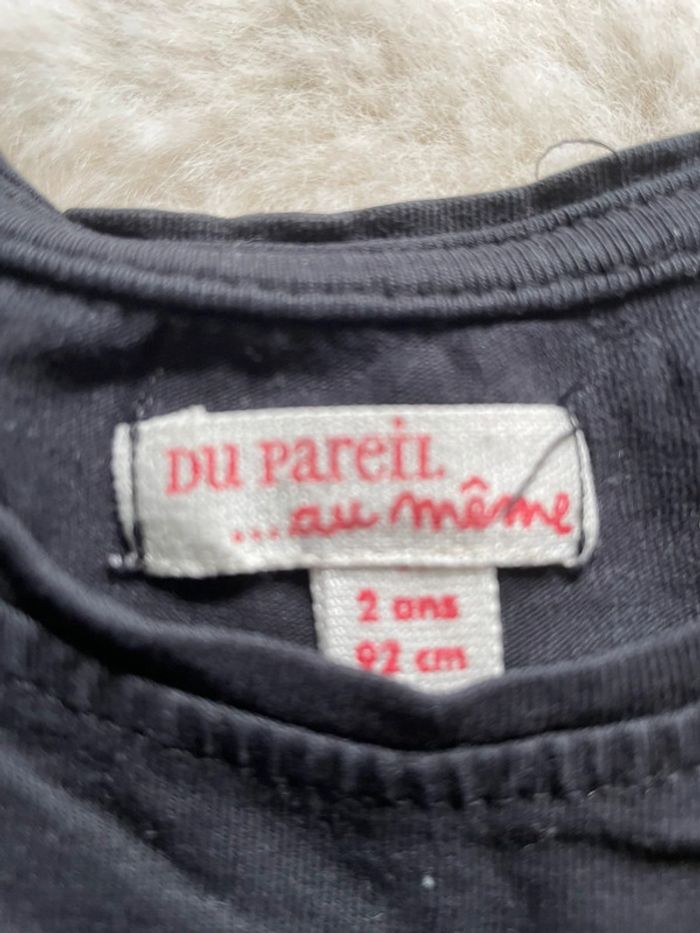 DU PAREIL
...au même
2 ans
92 cm